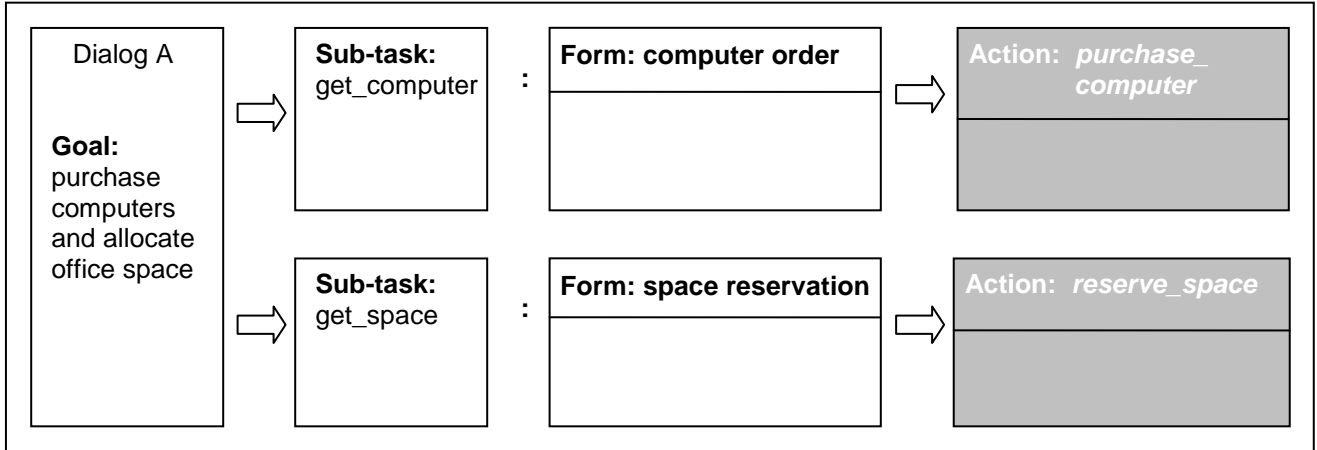 Dialog A
Goal:
purchase
computers
and allocate
office space
Sub-task:
get_computer
:
Form: computer order
Action: purchase_
computer
Sub-task:
get_space
:
Form: space reservation
Action: reserve_space